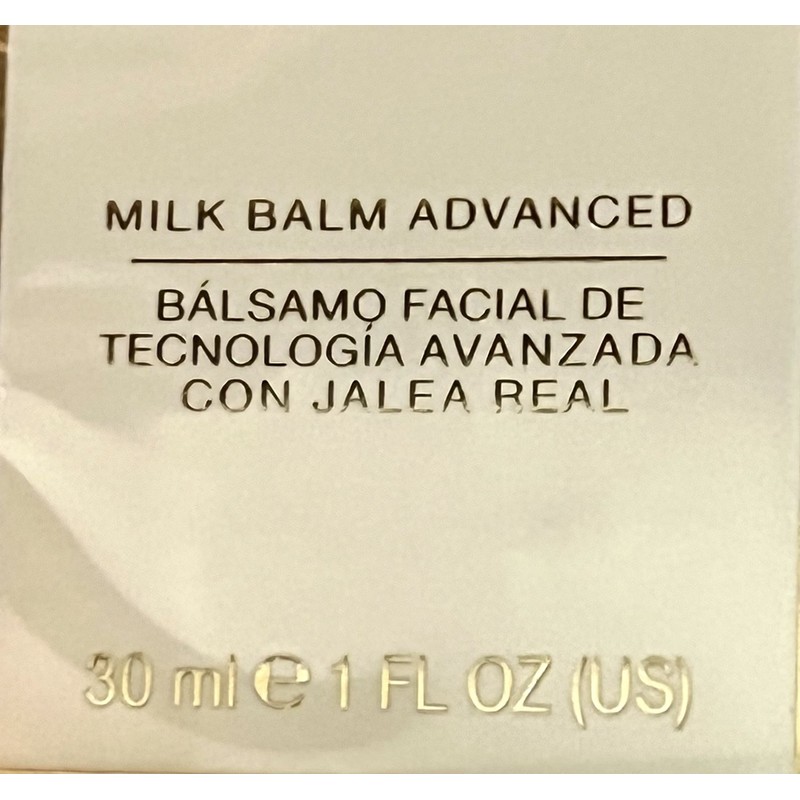 MILK BALM ADVANCED
BÁLSAMO FACIAL DE
TECNOLOGÍA AVANZADA
CON JALEA REAL
30 ml ℮ 1 FL OZ (US)